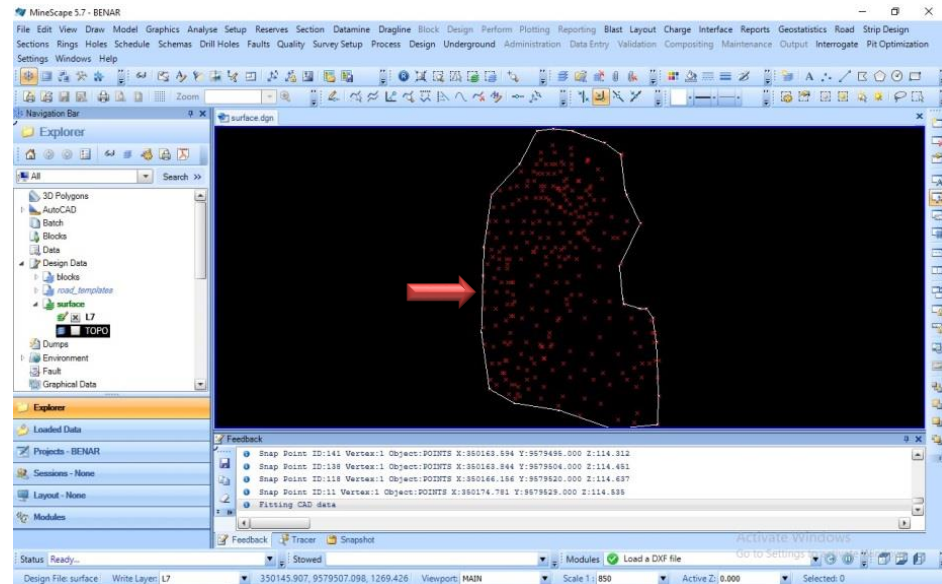 MineScape 5.7 - BENAR
File Edit View Draw Model Graphics Analyse Setup Reserves Section Datamine Dragline Block Design Perform Plotting Reporting Blast Layout Charge Interface Reports Geostatistics Road Strip Design
Sections Rings Holes Schedule Schemas Drill Holes Faults Quality Survey Setup Process Design Underground Administration Data Entry Validation Compositing Maintenance Output Interrogate Pit Optimization
Settings Windows Help
Zoom
Navigation Bar
surface.dgn
Explorer
All
Search
3D Polygons
AutoCAD
Batch
Blocks
Data
Design Data
blocks
road_templates
surface
L7
TOPO
Dumps
Environment
Fault
Graphical Data
Explorer
Loaded Data
Projects - BENAR
Sessions - None
Layout - None
Modules
Feedback
Snap Point ID:141 Vertex:1 Object:POINTS X:350163.594 Y:9579495.000 Z:114.312
Snap Point ID:138 Vertex:1 Object:POINTS X:350163.844 Y:9579504.000 Z:114.451
Snap Point ID:118 Vertex:1 Object:POINTS X:350166.156 Y:9579520.000 Z:114.637
Snap Point ID:11 Vertex:1 Object:POINTS X:350174.781 Y:9579529.000 Z:114.535
Fitting CAD data
Feedback Tracer Snapshot
Activate Windows
Status Ready... Stowed Modules Load a DXF file
Go to Settings
Design File: surface Write Layer: L7 350145.907, 9579507.098, 1269.426 Viewport: MAIN Scale 1: 850 Active Z: 0.000 Selected: 0